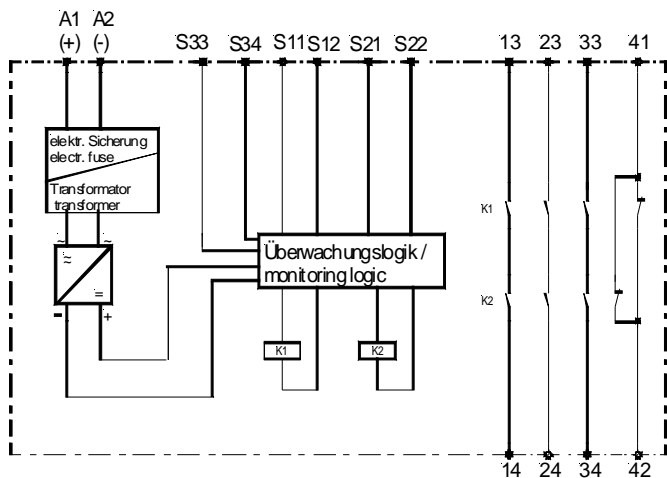 A1 A2
(+) (-) S33 S34 S11 S12 S21 S22 13 23 33 41
elektr. Sicherung
electr. fuse
Transformator
transformer
~ ~
≈
=
- +
Überwachungslogik /
monitoring logic
K1
K2
K1 K2
14 24 34 42